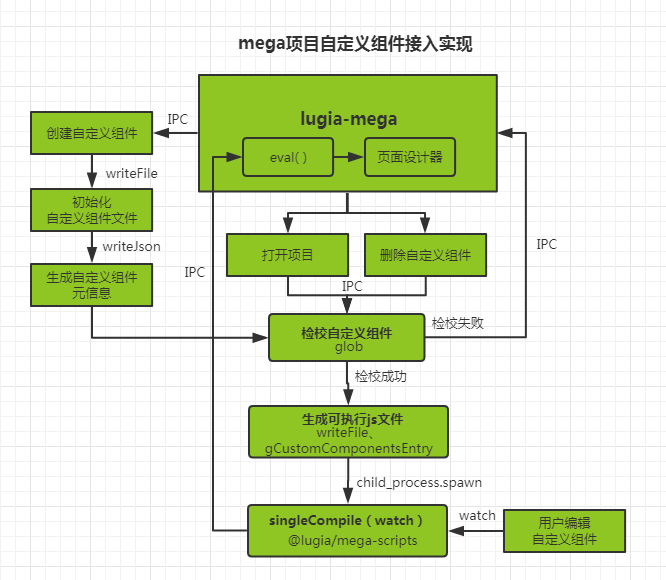 mega项目自定义组件接入实现
lugia-mega
eval( )
页面设计器
IPC
创建自定义组件
writeFile
初始化
自定义组件文件
writeJson
生成自定义组件
元信息
打开项目
删除自定义组件
IPC
IPC
IPC
检校自定义组件
glob
检校失败
检校成功
生成可执行js文件
writeFile、
gCustomComponentsEntry
child_process.spawn
singleCompile（watch）
@lugia/mega-scripts
watch
用户编辑
自定义组件